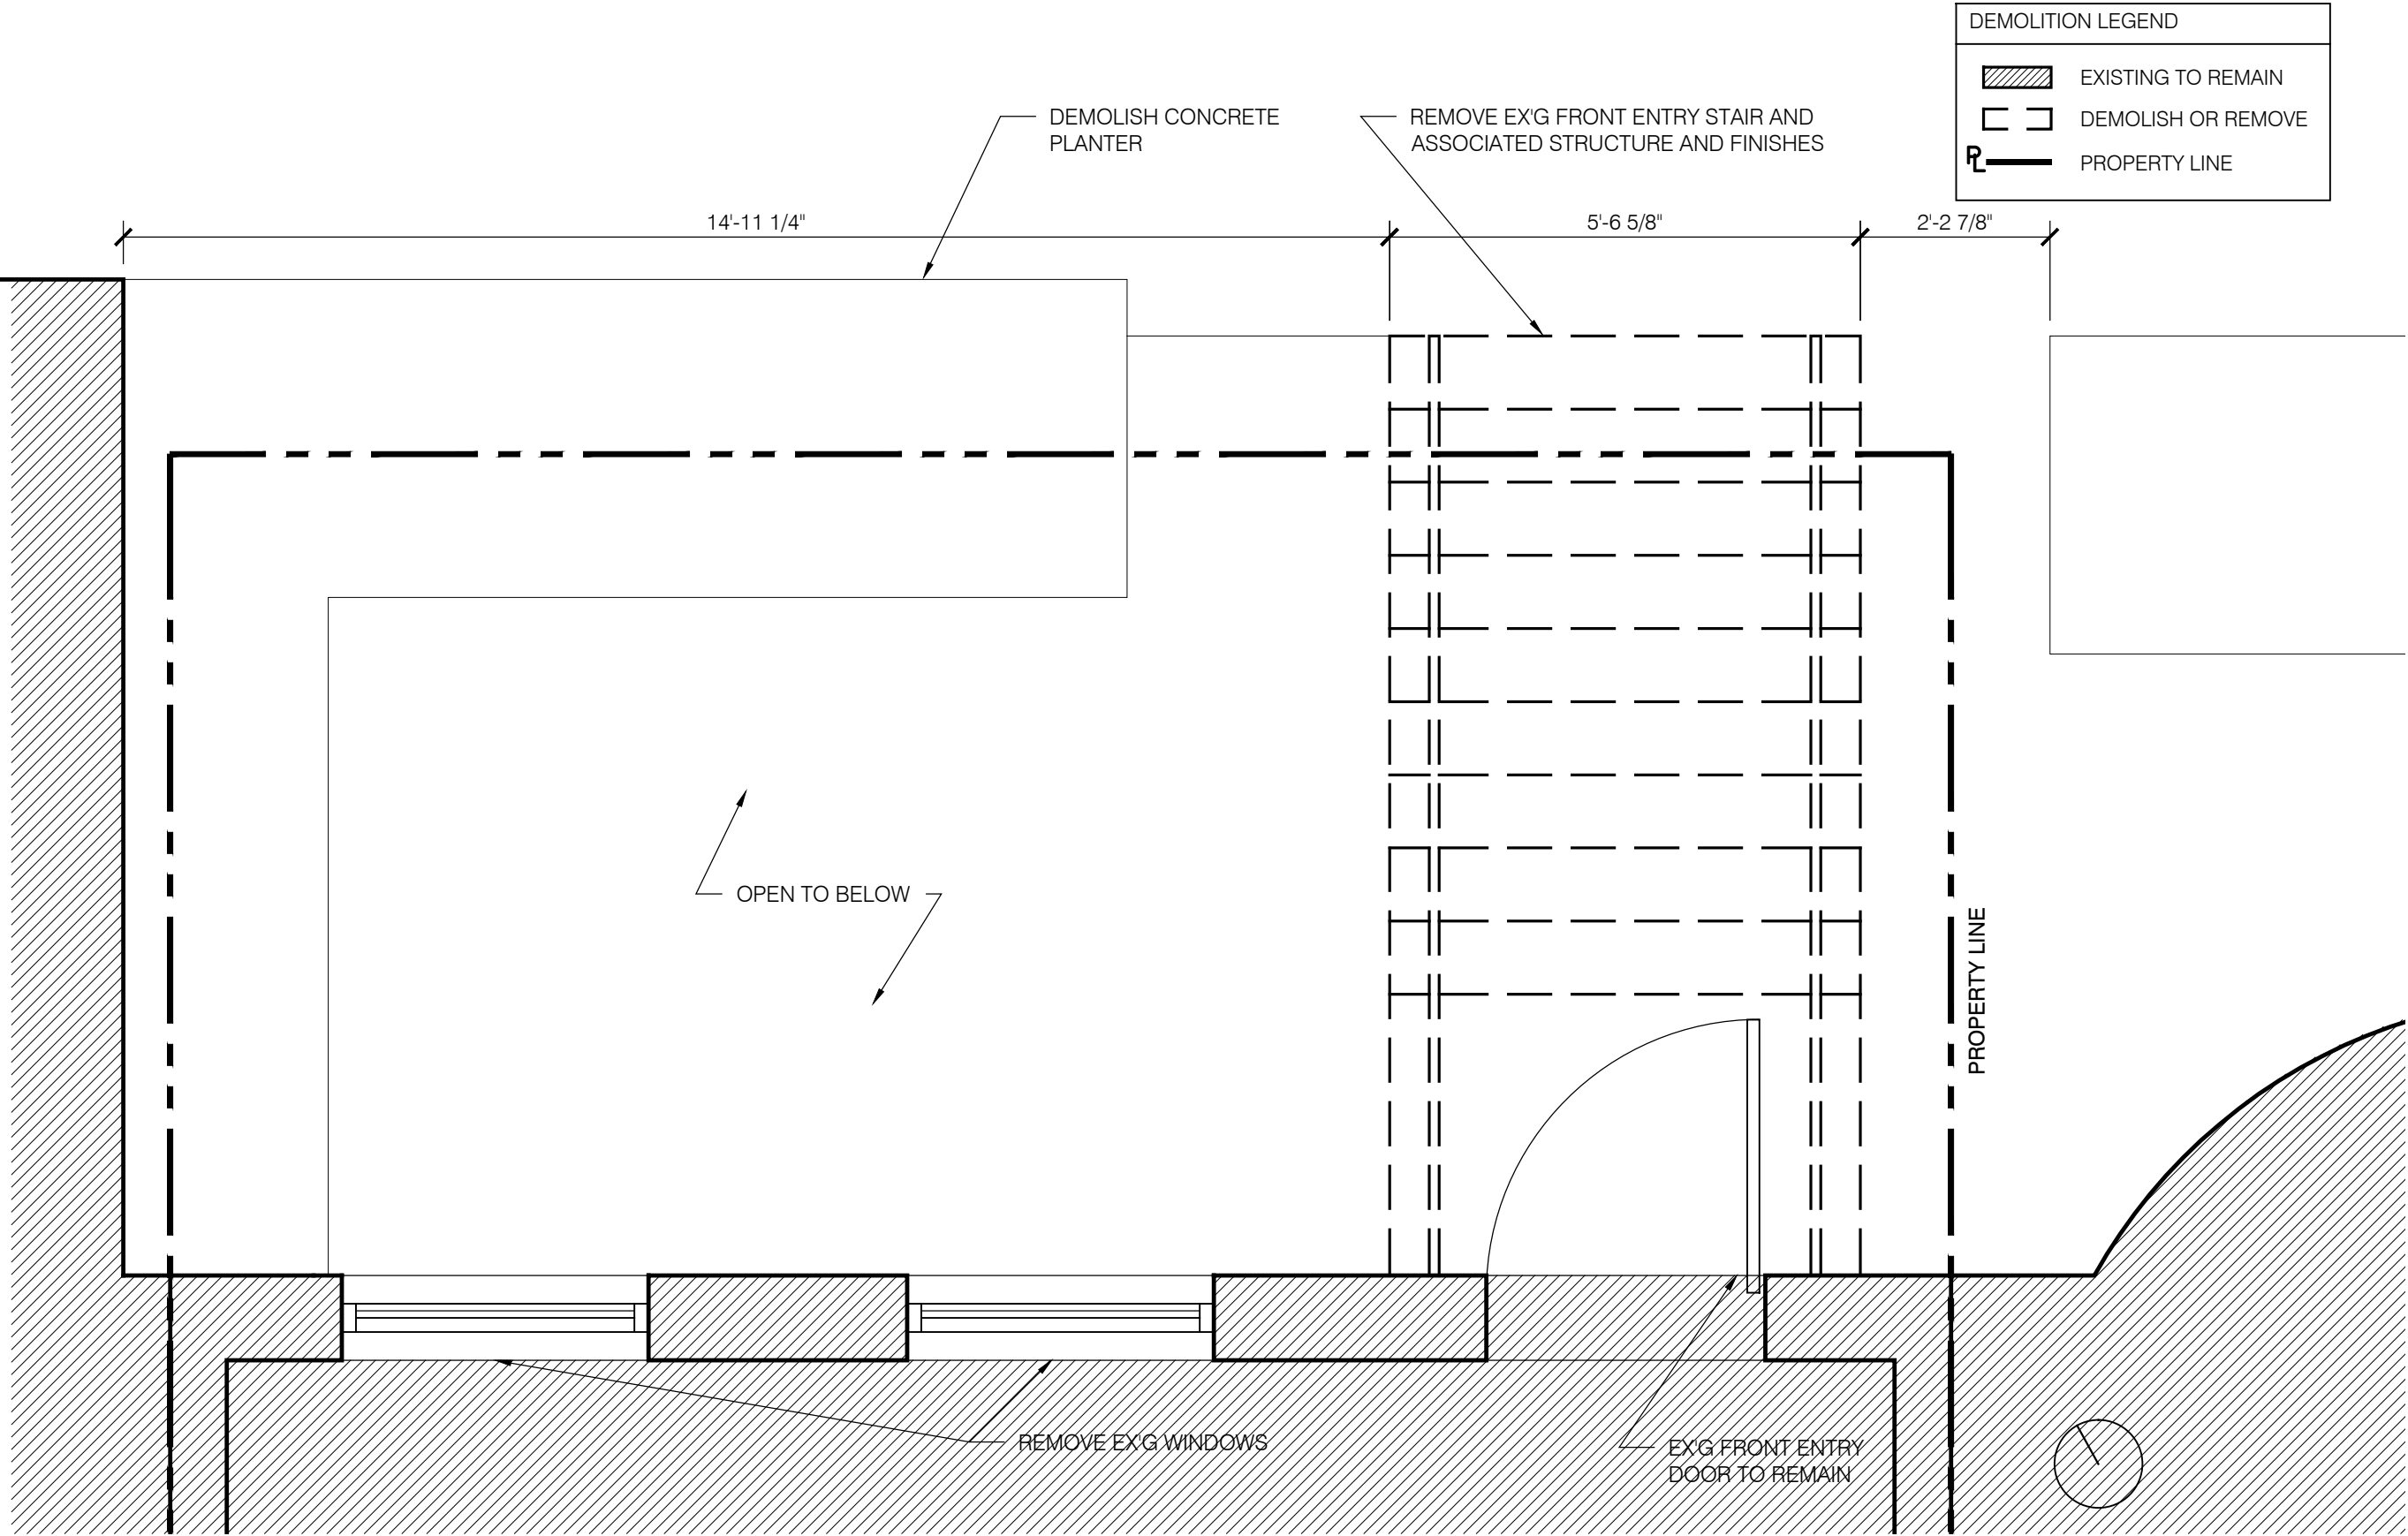 DEMOLITION LEGEND
EXISTING TO REMAIN
DEMOLISH OR REMOVE
PL PROPERTY LINE
DEMOLISH CONCRETE
PLANTER
REMOVE EX'G FRONT ENTRY STAIR AND
ASSOCIATED STRUCTURE AND FINISHES
14'-11 1/4"
5'-6 5/8"
2'-2 7/8"
OPEN TO BELOW
PROPERTY LINE
REMOVE EX'G WINDOWS
EX'G FRONT ENTRY
DOOR TO REMAIN